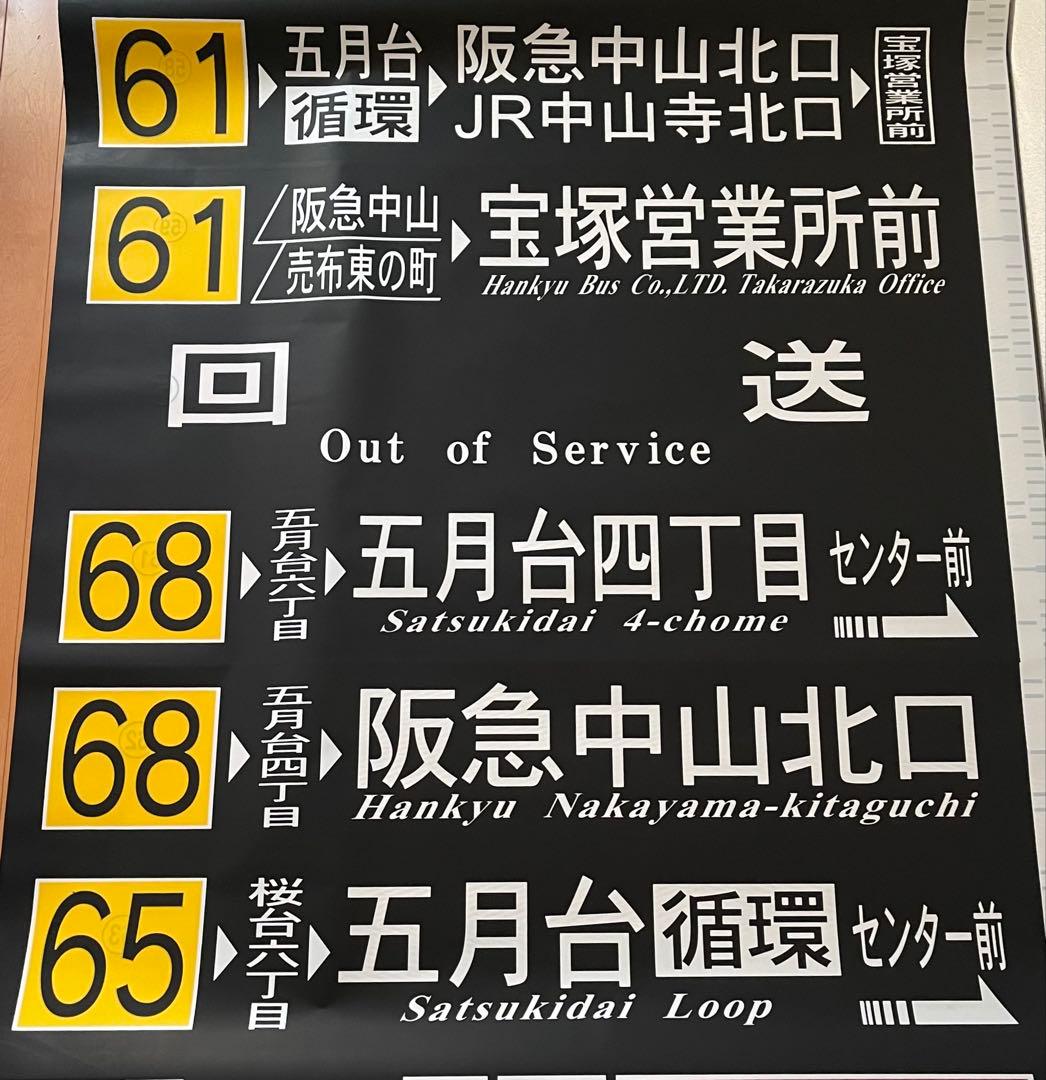 61 五月台 阪急中山北口 宝塚営業所前
循環 JR中山寺北口
61 阪急中山 宝塚営業所前
売布東の町 Hankyu Bus Co.,LTD. Takarazuka Office
回送
Out of Service
68 五月台六丁目 五月台四丁目 センター前
Satsukidai 4-chome
68 五月台四丁目 阪急中山北口
Hankyu Nakayama-kitaguchi
65 桜台六丁目 五月台循環 センター前
Satsukidai Loop